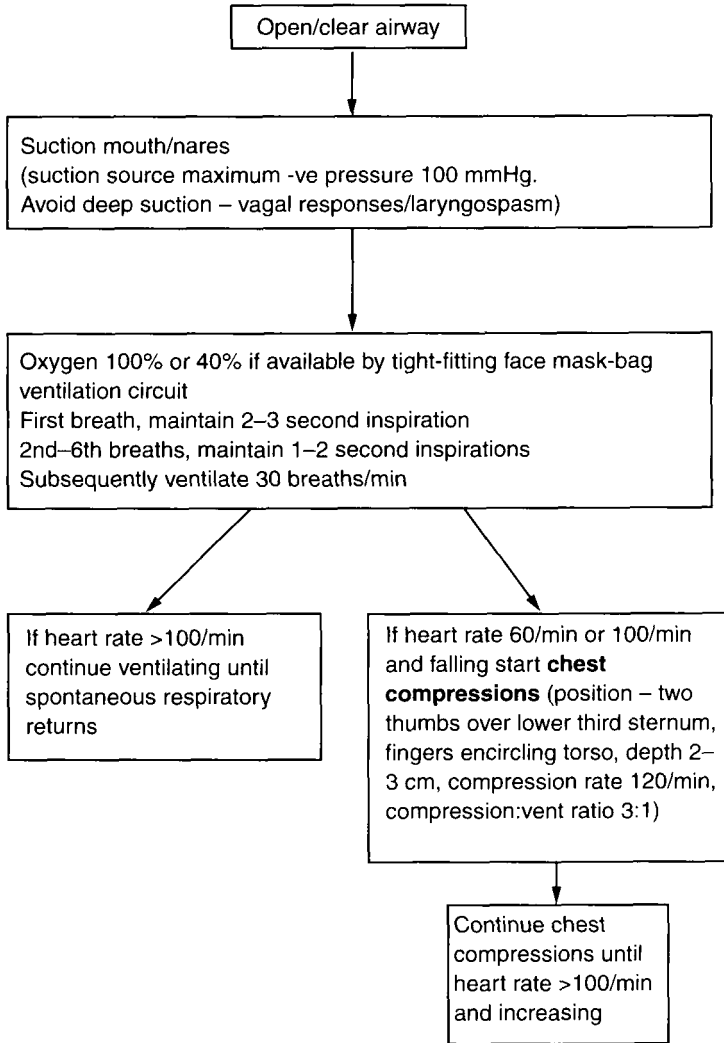 Open/clear airway
Suction mouth/nares
(suction source maximum -ve pressure 100 mmHg.
Avoid deep suction – vagal responses/laryngospasm)
Oxygen 100% or 40% if available by tight-fitting face mask-bag
ventilation circuit
First breath, maintain 2–3 second inspiration
2nd–6th breaths, maintain 1–2 second inspirations
Subsequently ventilate 30 breaths/min
If heart rate >100/min
continue ventilating until
spontaneous respiratory
returns
If heart rate 60/min or 100/min
and falling start chest
compressions (position – two
thumbs over lower third sternum,
fingers encircling torso, depth 2–
3 cm, compression rate 120/min,
compression:vent ratio 3:1)
Continue chest
compressions until
heart rate >100/min
and increasing